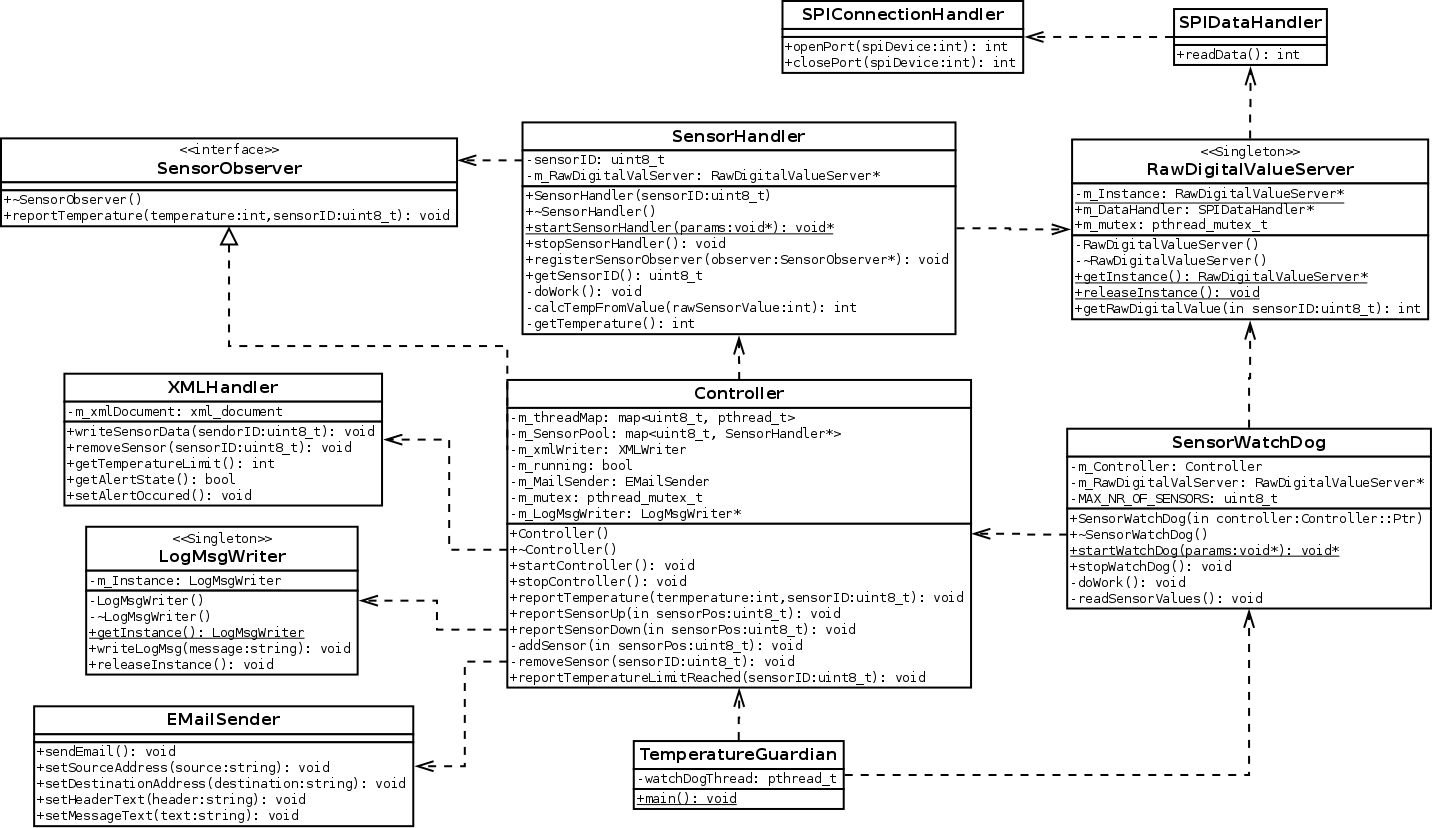 SPIConnectionHandler
+openPort(spiDevice:int): int
+closePort(spiDevice:int): int
SPIDataHandler
+readData(): int
<<interface>>
SensorObserver
+~SensorObserver()
+reportTemperature(temperature:int,sensorID:uint8_t): void
SensorHandler
-sensorID: uint8_t
-m_RawDigitalValServer: RawDigitalValueServer*
+SensorHandler(sensorID:uint8_t)
+~SensorHandler()
+startSensorHandler(params:void*): void*
+stopSensorHandler(): void
+registerSensorObserver(observer:SensorObserver*): void
+getSensorID(): uint8_t
-doWork(): void
-calcTempFromValue(rawSensorValue:int): int
-getTemperature(): int
<<Singleton>>
RawDigitalValueServer
-m_Instance: RawDigitalValueServer*
+m_DataHandler: SPIDataHandler*
+m_mutex: pthread_mutex_t
-RawDigitalValueServer()
-~RawDigitalValueServer()
+getInstance(): RawDigitalValueServer*
+releaseInstance(): void
+getRawDigitalValue(in sensorID:uint8_t): int
XMLHandler
-m_xmlDocument: xml_document
+writeSensorData(sendorID:uint8_t): void
+removeSensor(sensorID:uint8_t): void
+getTemperatureLimit(): int
+getAlertState(): bool
+setAlertOccured(): void
Controller
-m_threadMap: map<uint8_t, pthread_t>
-m_SensorPool: map<uint8_t, SensorHandler*>
-m_xmlWriter: XMLWriter
-m_running: bool
-m_MailSender: EMailSender
-m_mutex: pthread_mutex_t
-m_LogMsgWriter: LogMsgWriter*
+Controller()
+~Controller()
+startController(): void
+stopController(): void
+reportTemperature(termperature:int,sensorID:uint8_t): void
+reportSensorUp(in sensorPos:uint8_t): void
+reportSensorDown(in sensorPos:uint8_t): void
-addSensor(in sensorPos:uint8_t): void
-removeSensor(sensorID:uint8_t): void
+reportTemperatureLimitReached(sensorID:uint8_t): void
SensorWatchDog
-m_Controller: Controller
-m_RawDigitalValServer: RawDigitalValueServer*
-MAX_NR_OF_SENSORS: uint8_t
+SensorWatchDog(in controller:Controller::Ptr)
+~SensorWatchDog()
+startWatchDog(params:void*): void*
+stopWatchDog(): void
-doWork(): void
-readSensorValues(): void
<<Singleton>>
LogMsgWriter
-m_Instance: LogMsgWriter
-LogMsgWriter()
-~LogMsgWriter()
+getInstance(): LogMsgWriter
+writeLogMsg(message:string): void
+releaseInstance(): void
EMailSender
+sendEmail(): void
+setSourceAddress(source:string): void
+setDestinationAddress(destination:string): void
+setHeaderText(header:string): void
+setMessageText(text:string): void
TemperatureGuardian
-watchDogThread: pthread_t
+main(): void